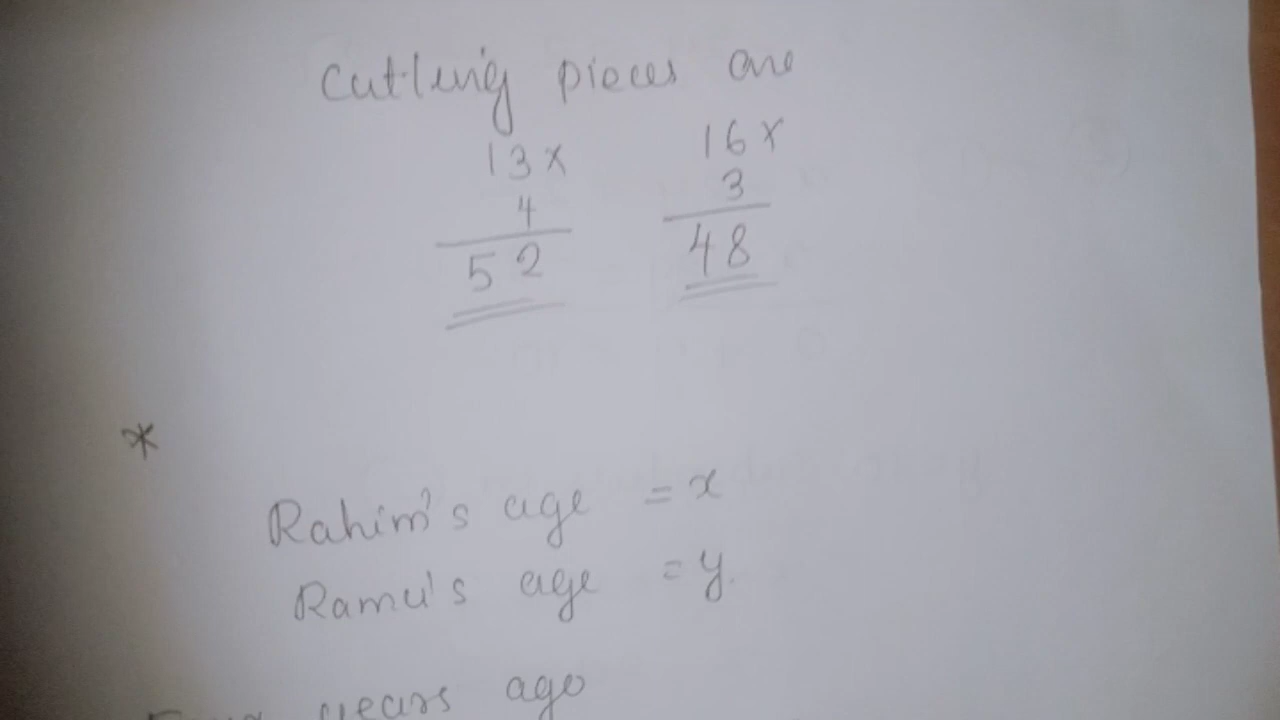 Cutting pieces are
13 x 16 x
4 3
52 48
*
Rahim's age = x
Ramu's age = y.
years ago